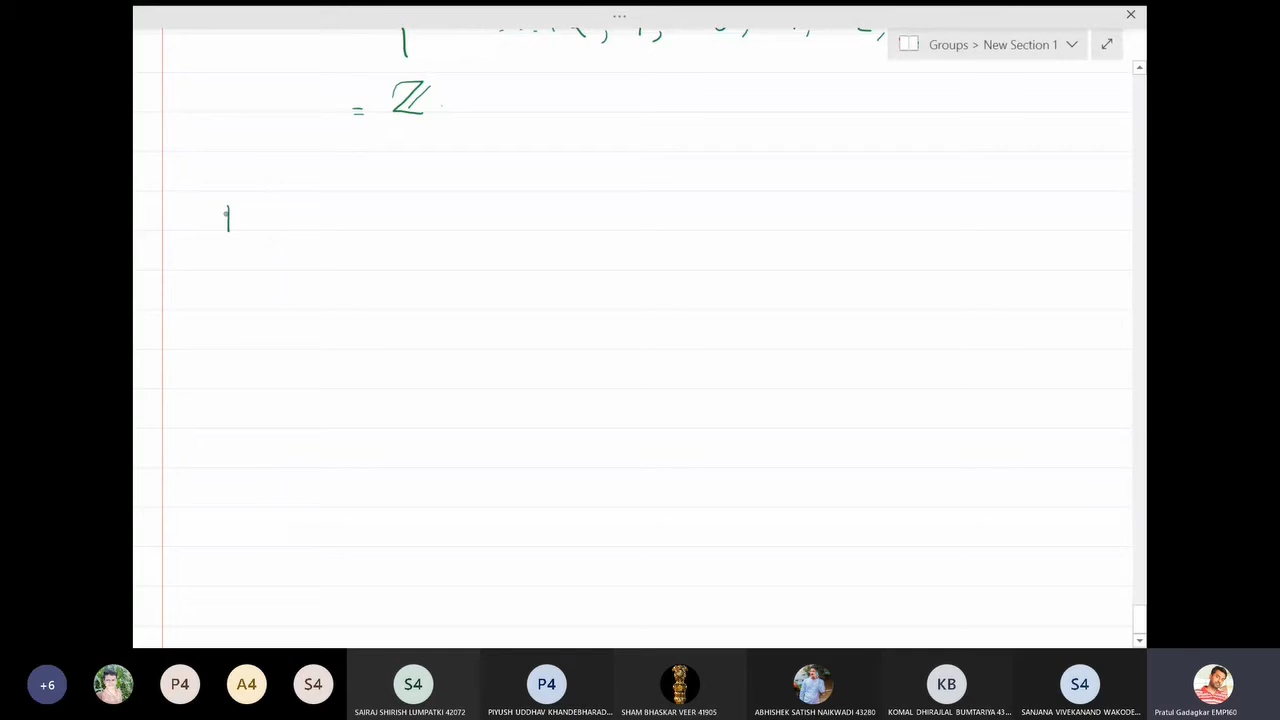 Groups > New Section 1
= ℤ
+6
P4
A4
S4
S4
P4
KB
S4
SAIRAJ SHIRISH LUMPATKI 42072
PIYUSH UDDHAV KHANDEBHARAD...
SHAM BHASKAR VEER 41905
ABHISHEK SATISH NAIKWADI 43280
KOMAL DHIRAJLAL BUMTARIYA 43...
SANJANA VIVEKANAND WAKODE...
Pratul Gadagkar EMP160